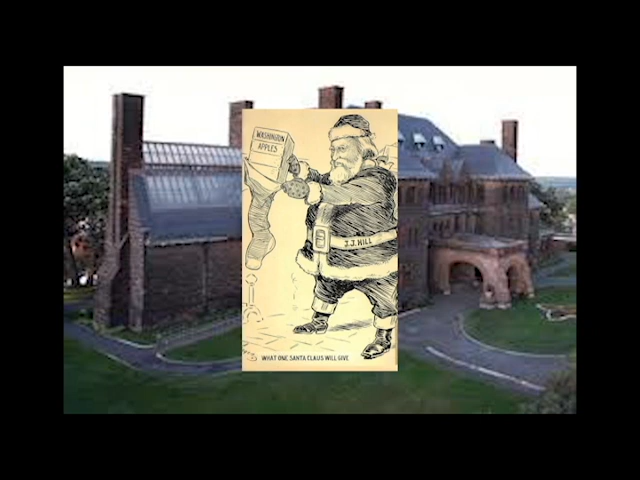 WASHINGTON
APPLES
J.J. HILL
WHAT ONE SANTA CLAUS WILL GIVE